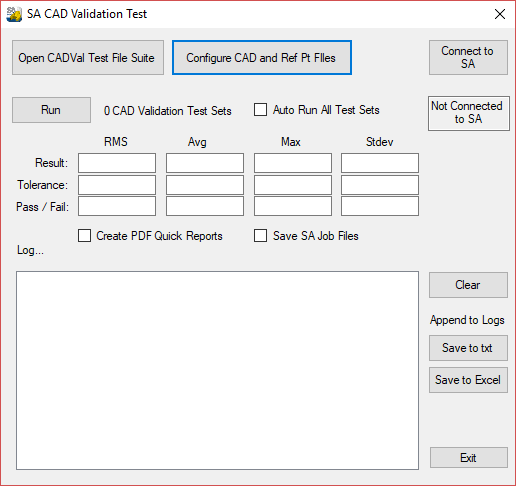 SA CAD Validation Test
Open CADVal Test File Suite
Configure CAD and Ref Pt FIles
Connect to
SA
Run
0 CAD Validation Test Sets
Auto Run All Test Sets
Not Connected
to SA
RMS Avg Max Stdev
Result:
Tolerance:
Pass / Fail:
Create PDF Quick Reports
Save SA Job Files
Log...
Clear
Append to Logs
Save to txt
Save to Excel
Exit